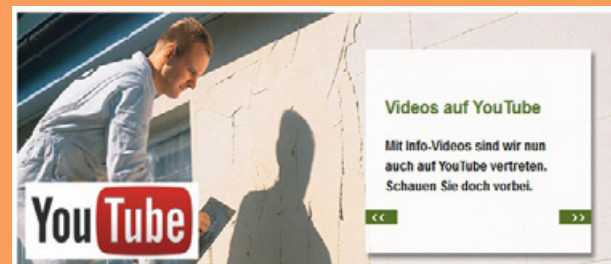 Videos auf YouTube
Mit Info-Videos sind wir nun
auch auf YouTube vertreten.
Schauen Sie doch vorbei.
<< >>
YouTube